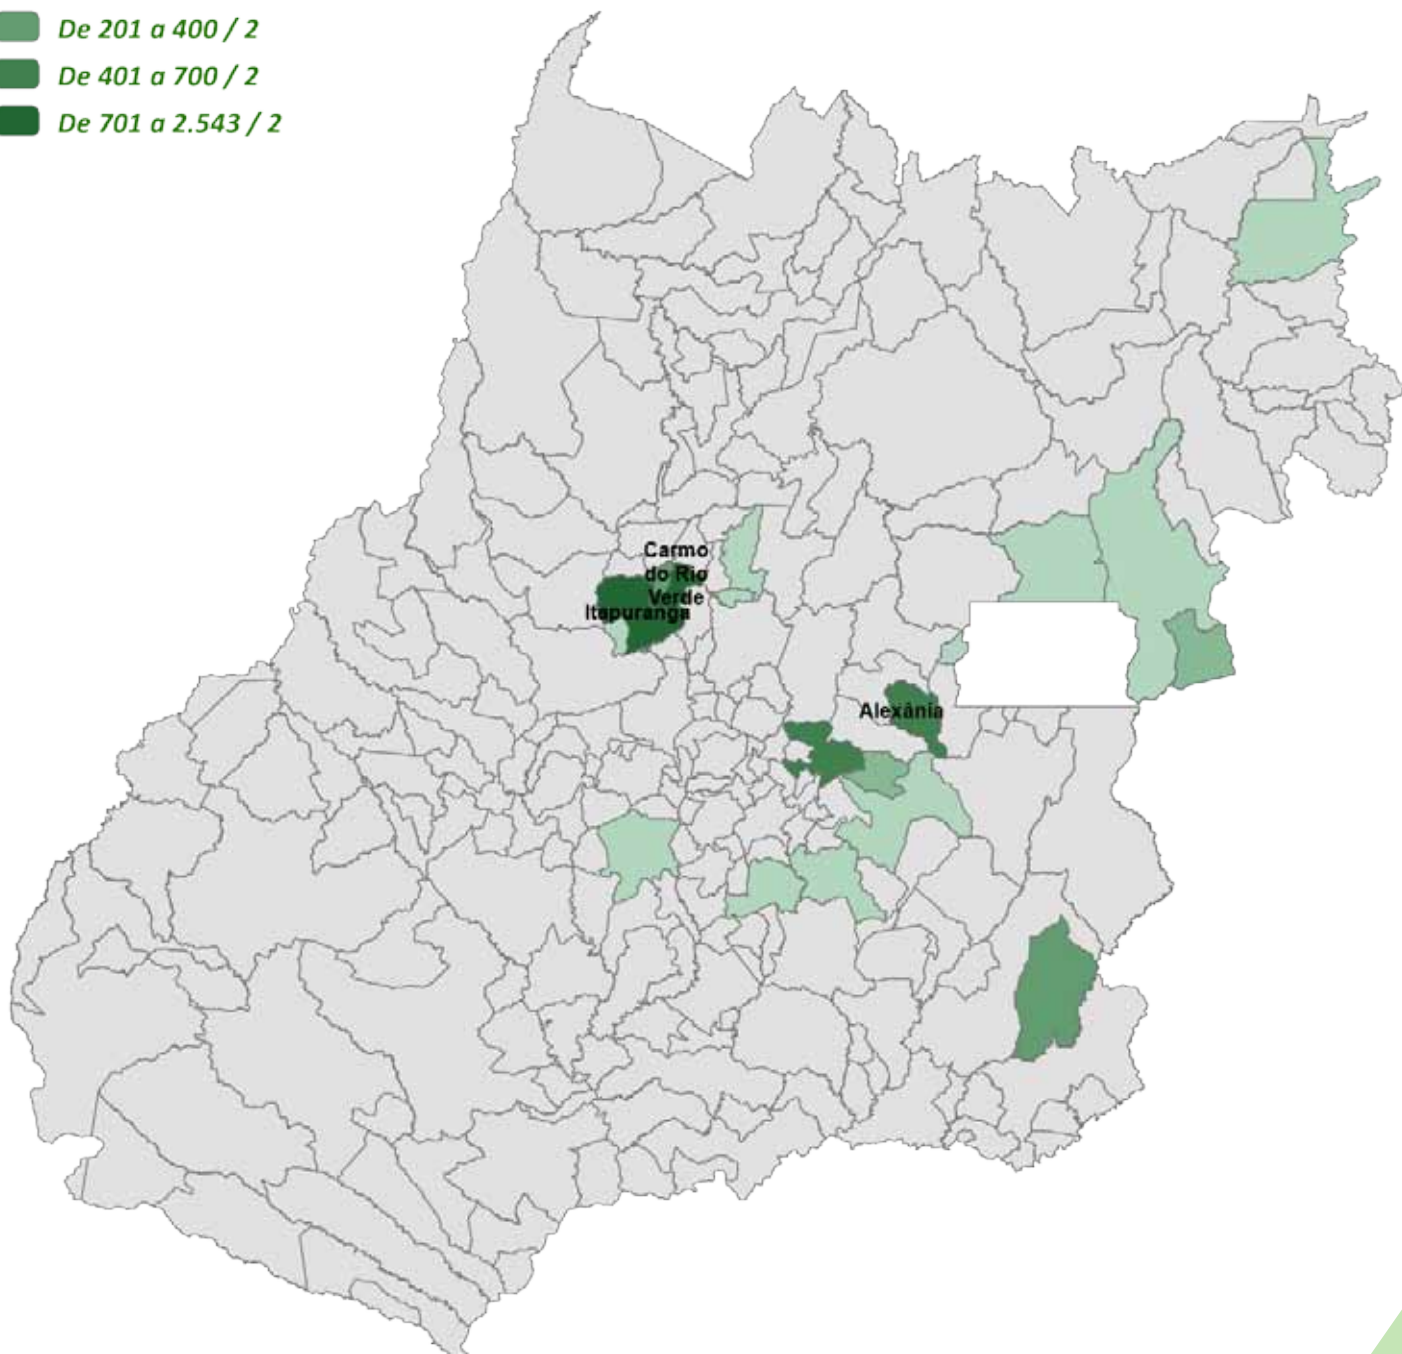 De 201 a 400 / 2
De 401 a 700 / 2
De 701 a 2.543 / 2
Carmo
do Rio
Verde
Itapuranga
Alexânia